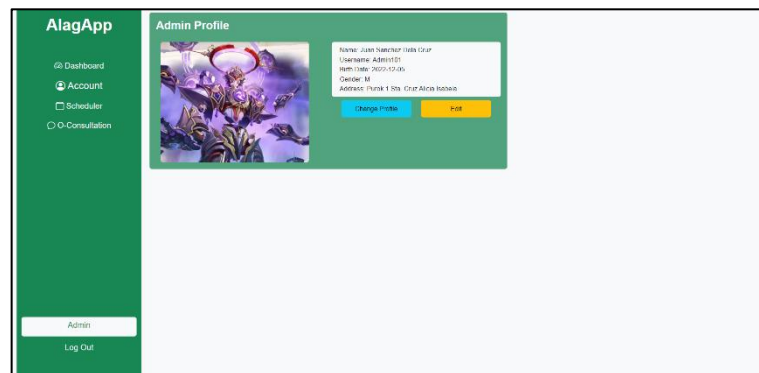 AlagApp
Dashboard
Account
Scheduler
O-Consultation
Admin
Log Out
Admin Profile
Name: Juan Sanchez Dela Cruz
Username: Admin101
Birth Date: 2022-12-05
Gender: M
Address: Purok 1 Sta. Cruz Alicia Isabela
Change Profile
Edit